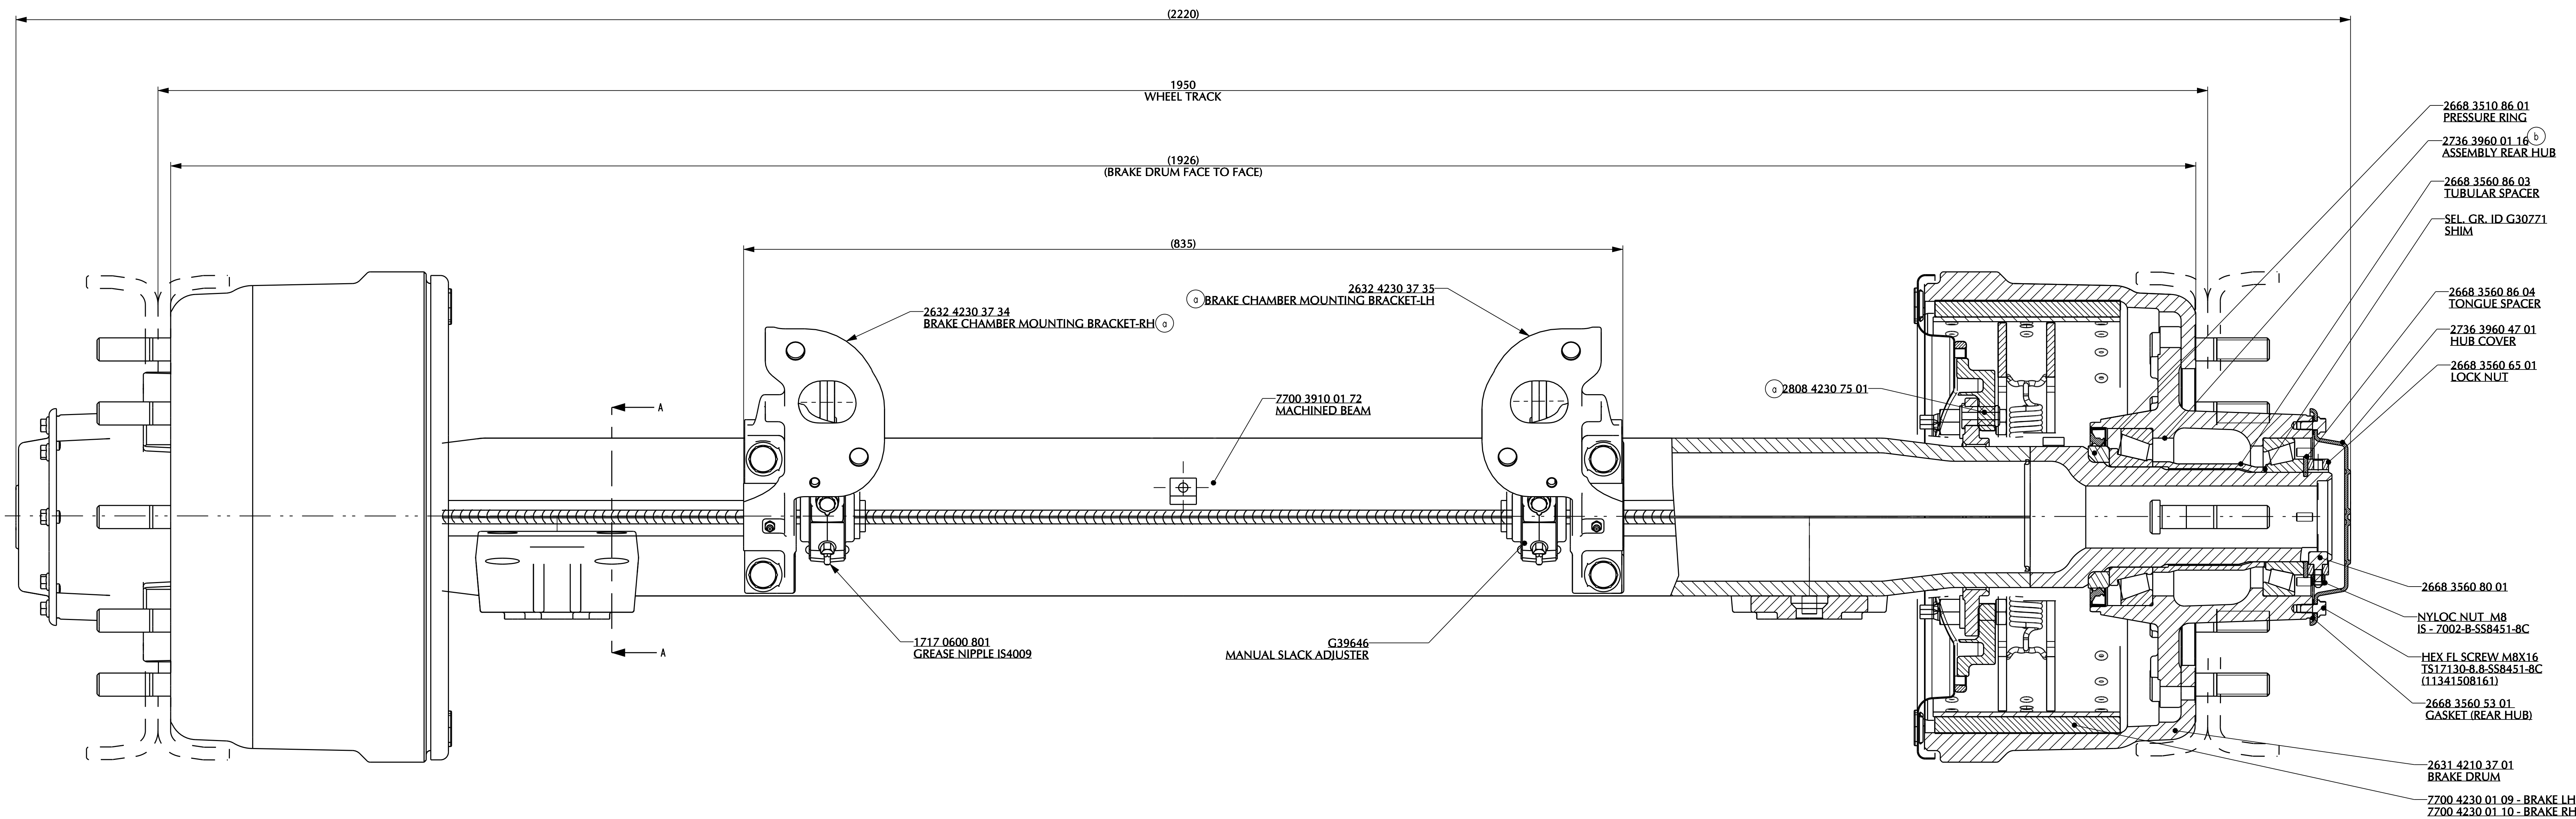 (2220)
1950
WHEEL TRACK
(1926)
(BRAKE DRUM FACE TO FACE)
(835)
2632 4230 37 34
BRAKE CHAMBER MOUNTING BRACKET-RH a
2632 4230 37 35
a BRAKE CHAMBER MOUNTING BRACKET-LH
7700 3910 01 72
MACHINED BEAM
a 2808 4230 75 01
A
A
1717 0600 801
GREASE NIPPLE IS4009
G39646
MANUAL SLACK ADJUSTER
2668 3510 86 01
PRESSURE RING
2736 3960 01 16 b
ASSEMBLY REAR HUB
2668 3560 86 03
TUBULAR SPACER
SEL. GR. ID G30771
SHIM
2668 3560 86 04
TONGUE SPACER
2736 3960 47 01
HUB COVER
2668 3560 65 01
LOCK NUT
2668 3560 80 01
NYLOC NUT M8
IS - 7002-B-SS8451-8C
HEX FL SCREW M8X16
TS17130-8.8-SS8451-8C
(11341508161)
2668 3560 53 01
GASKET (REAR HUB)
2631 4210 37 01
BRAKE DRUM
7700 4230 01 09 - BRAKE LH
7700 4230 01 10 - BRAKE RH